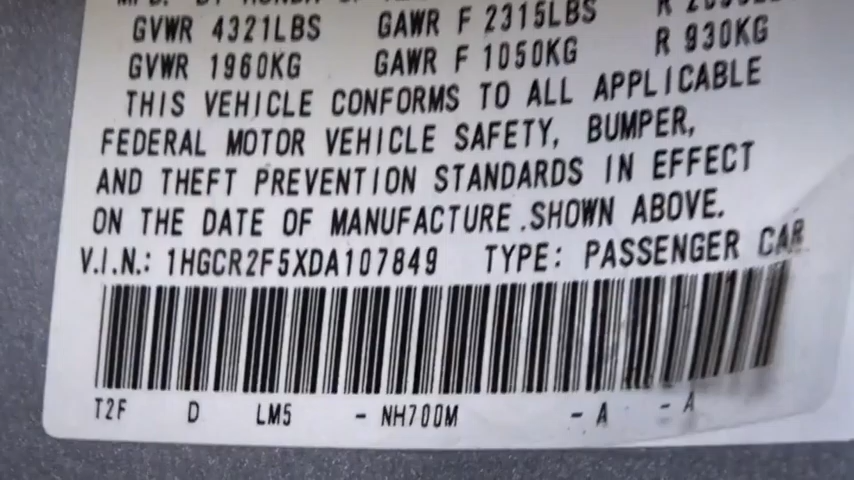 GVWR 4321LBS GAWR F 2315LBS R
GVWR 1960KG GAWR F 1050KG R 930KG
THIS VEHICLE CONFORMS TO ALL APPLICABLE
FEDERAL MOTOR VEHICLE SAFETY, BUMPER,
AND THEFT PREVENTION STANDARDS IN EFFECT
ON THE DATE OF MANUFACTURE.SHOWN ABOVE.
V.I.N.: 1HGCR2F5XDA107849 TYPE: PASSENGER CAR
T2F D LM5 - NH700M - A - A